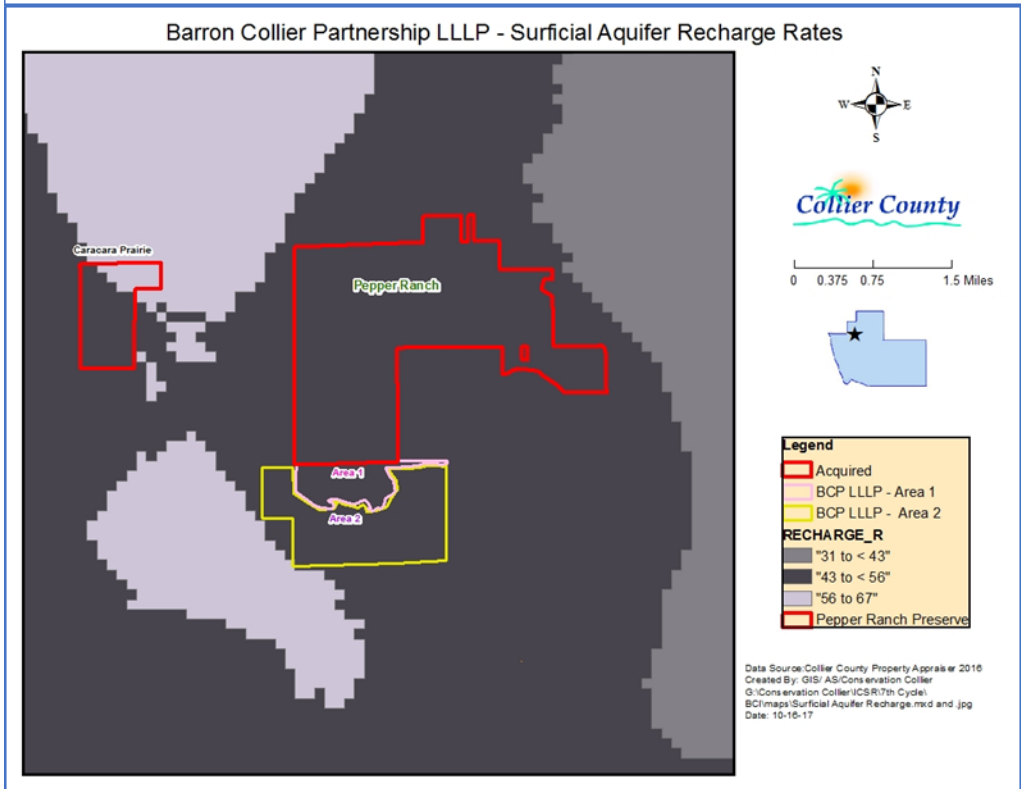 Barron Collier Partnership LLLP - Surficial Aquifer Recharge Rates
N
W E
S
Collier County
0 0.375 0.75 1.5 Miles
Caracara Prairie
Pepper Ranch
Area 1
Area 2
Legend
Acquired
BCP LLLP - Area 1
BCP LLLP - Area 2
RECHARGE_R
"31 to < 43"
"43 to < 56"
"56 to 67"
Pepper Ranch Preserve
Data Source:Collier County Property Appraiser 2016
Created By: GIS/ AS/Conservation Collier
G:\Conservation Collier\ICSR\7th Cycle\
BCI\maps\Surficial Aquifer Recharge.mxd and .jpg
Date: 10-16-17